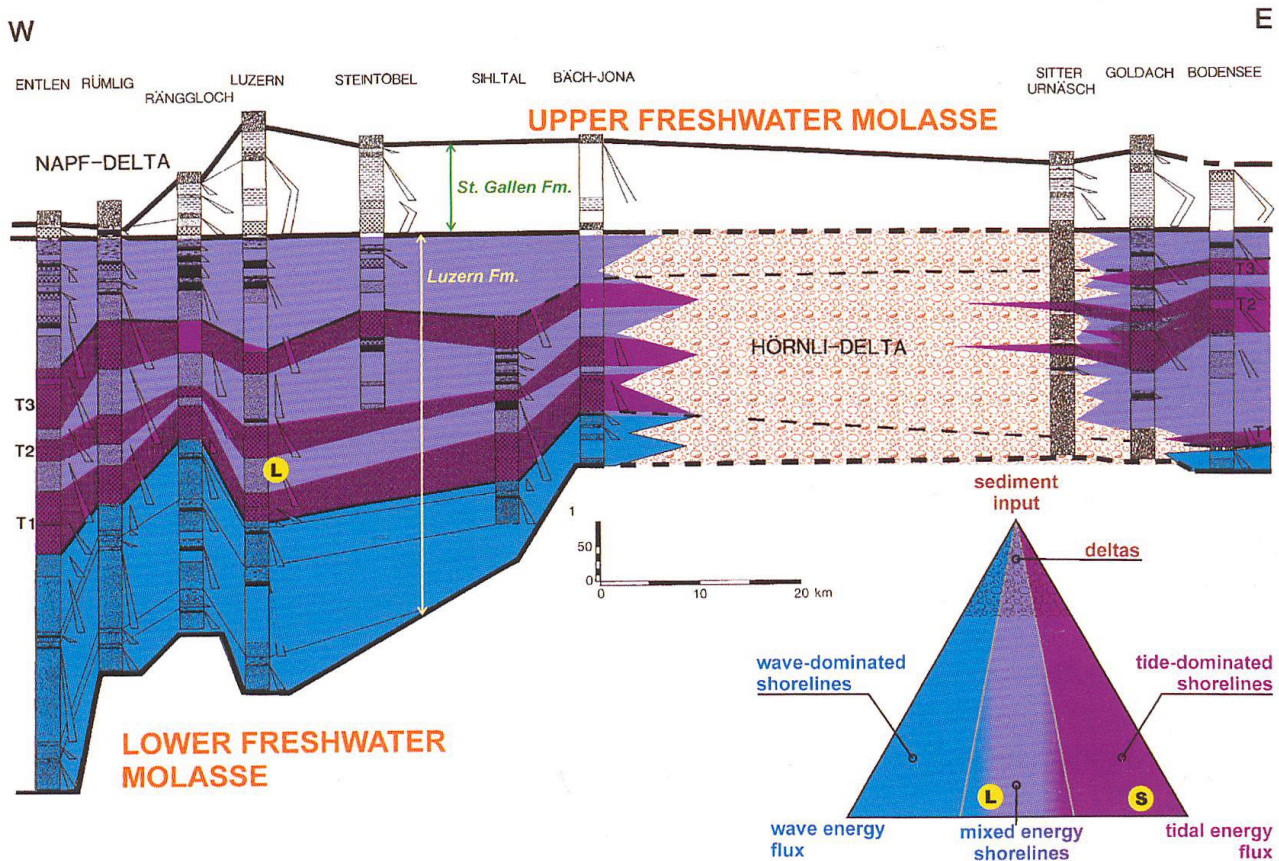 W
E
ENTLEN
RÜMLIG
RÄNGGLOCH
LUZERN
STEINTOBEL
SIHLTAL
BÄCH-JONA
SITTER
URNÄSCH
GOLDACH
BODENSEE
UPPER FRESHWATER MOLASSE
NAPF-DELTA
St. Gallen Fm.
Luzern Fm.
HÖRNLI-DELTA
T3
T2
T1
T3
T2
T1
L
LOWER FRESHWATER
MOLASSE
1
50
0
0
10
20 km
sediment
input
deltas
wave-dominated
shorelines
tide-dominated
shorelines
L
S
wave energy
flux
mixed energy
shorelines
tidal energy
flux